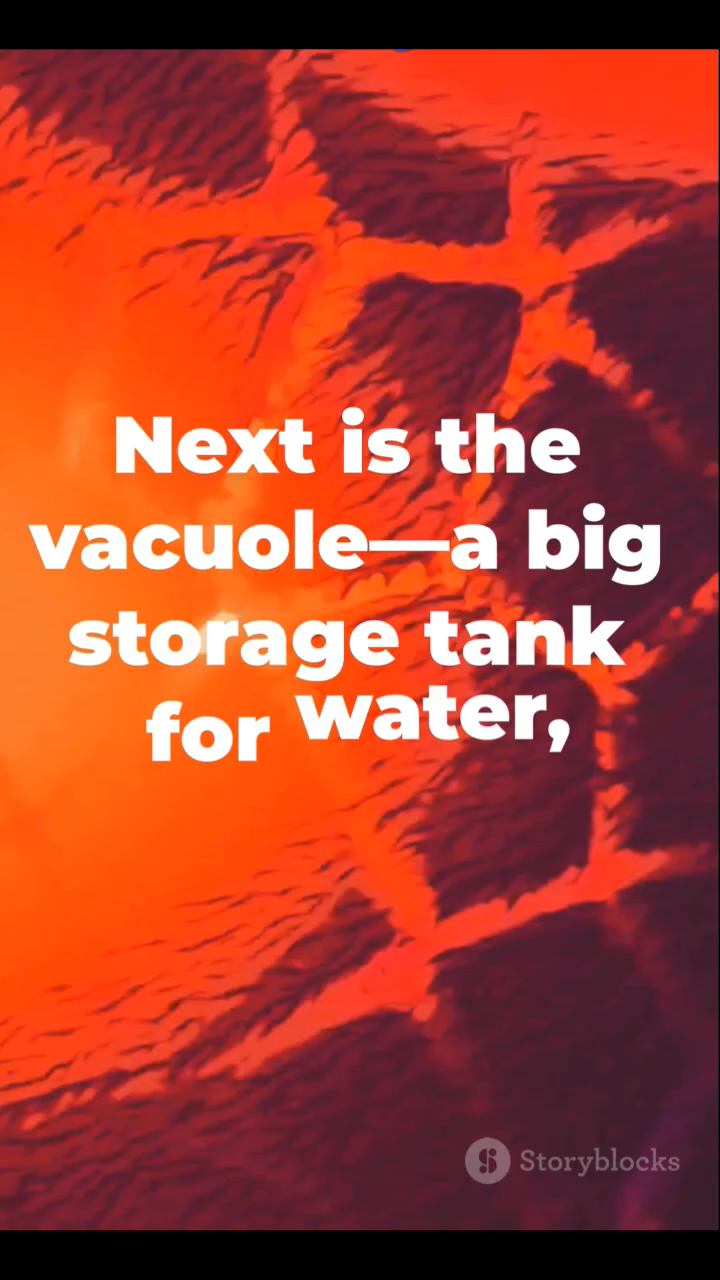 Next is the
vacuole—a big
storage tank
for water,
Storyblocks